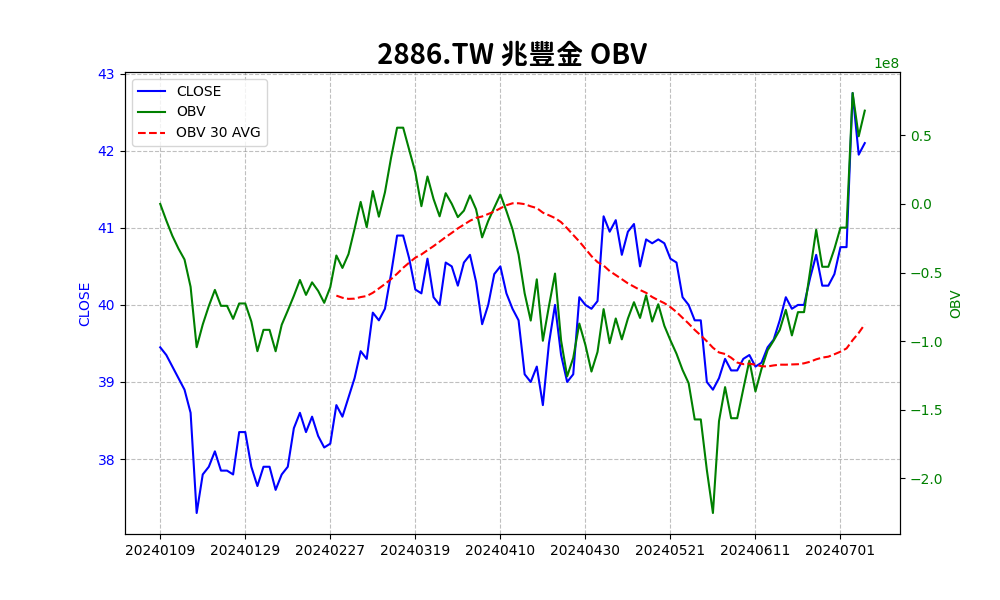 2886.TW 兆豐金 OBV
1e8
CLOSE
OBV
OBV 30 AVG
43
42
41
40
39
38
CLOSE
0.5
0.0
−0.5
−1.0
−1.5
−2.0
OBV
20240109 20240129 20240227 20240319 20240410 20240430 20240521 20240611 20240701